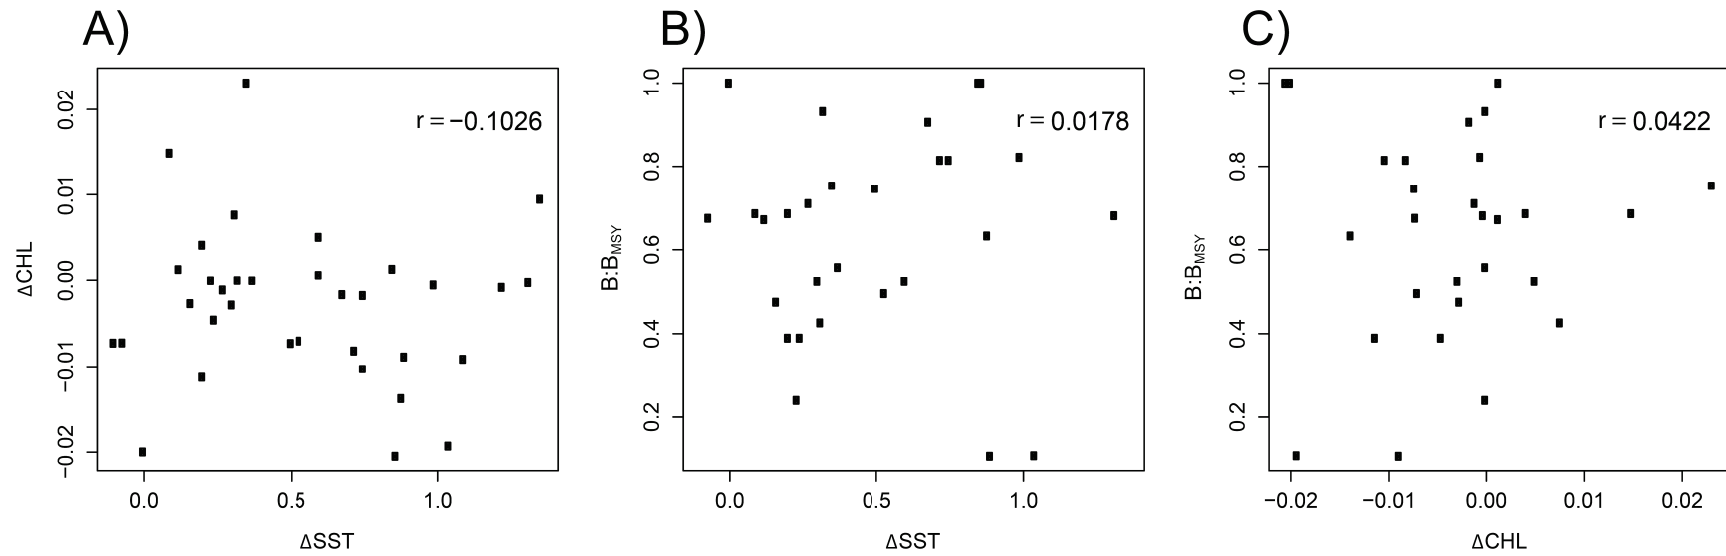 A)
r = −0.1026
0.02
0.01
0.00
−0.01
−0.02
ΔCHL
0.0 0.5 1.0
ΔSST
B)
r = 0.0178
1.0
0.8
0.6
0.4
0.2
B:BMSY
0.0 0.5 1.0
ΔSST
C)
r = 0.0422
1.0
0.8
0.6
0.4
0.2
B:BMSY
−0.02 −0.01 0.00 0.01 0.02
ΔCHL